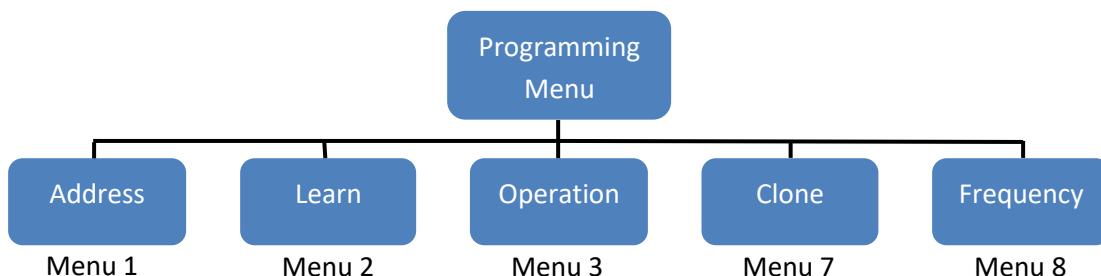 Programming
Menu
Address
Learn
Operation
Clone
Frequency
Menu 1
Menu 2
Menu 3
Menu 7
Menu 8